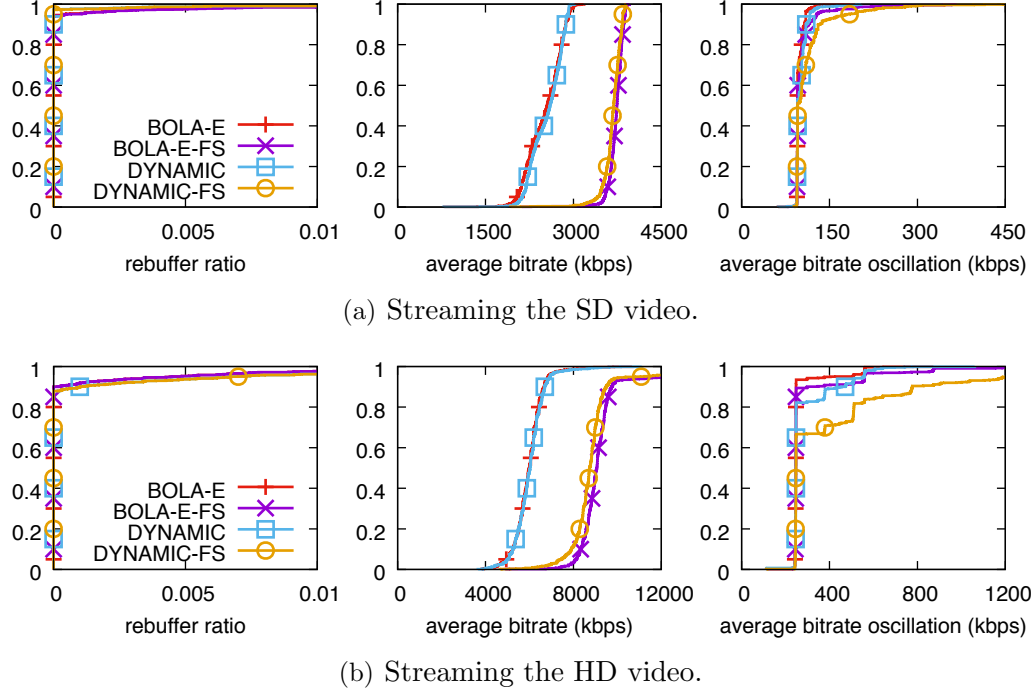 1
0.8
0.6
0.4
0.2
0
BOLA-E
BOLA-E-FS
DYNAMIC
DYNAMIC-FS
0 0.005 0.01
rebuffer ratio
1
0.8
0.6
0.4
0.2
0
0 1500 3000 4500
average bitrate (kbps)
1
0.8
0.6
0.4
0.2
0
0 150 300 450
average bitrate oscillation (kbps)
(a) Streaming the SD video.
1
0.8
0.6
0.4
0.2
0
BOLA-E
BOLA-E-FS
DYNAMIC
DYNAMIC-FS
0 0.005 0.01
rebuffer ratio
1
0.8
0.6
0.4
0.2
0
0 4000 8000 12000
average bitrate (kbps)
1
0.8
0.6
0.4
0.2
0
0 400 800 1200
average bitrate oscillation (kbps)
(b) Streaming the HD video.